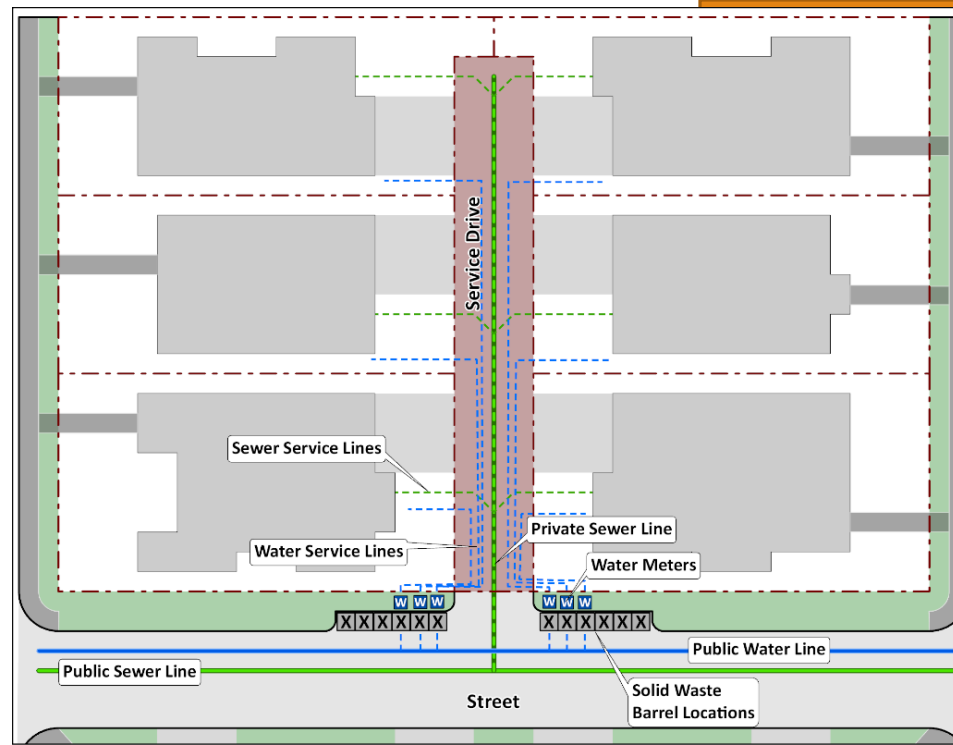 Service Drive
Sewer Service Lines
Private Sewer Line
Water Service Lines
Water Meters
W W W W W W
X X X X X X X X X X X X
Public Water Line
Public Sewer Line
Solid Waste
Barrel Locations
Street